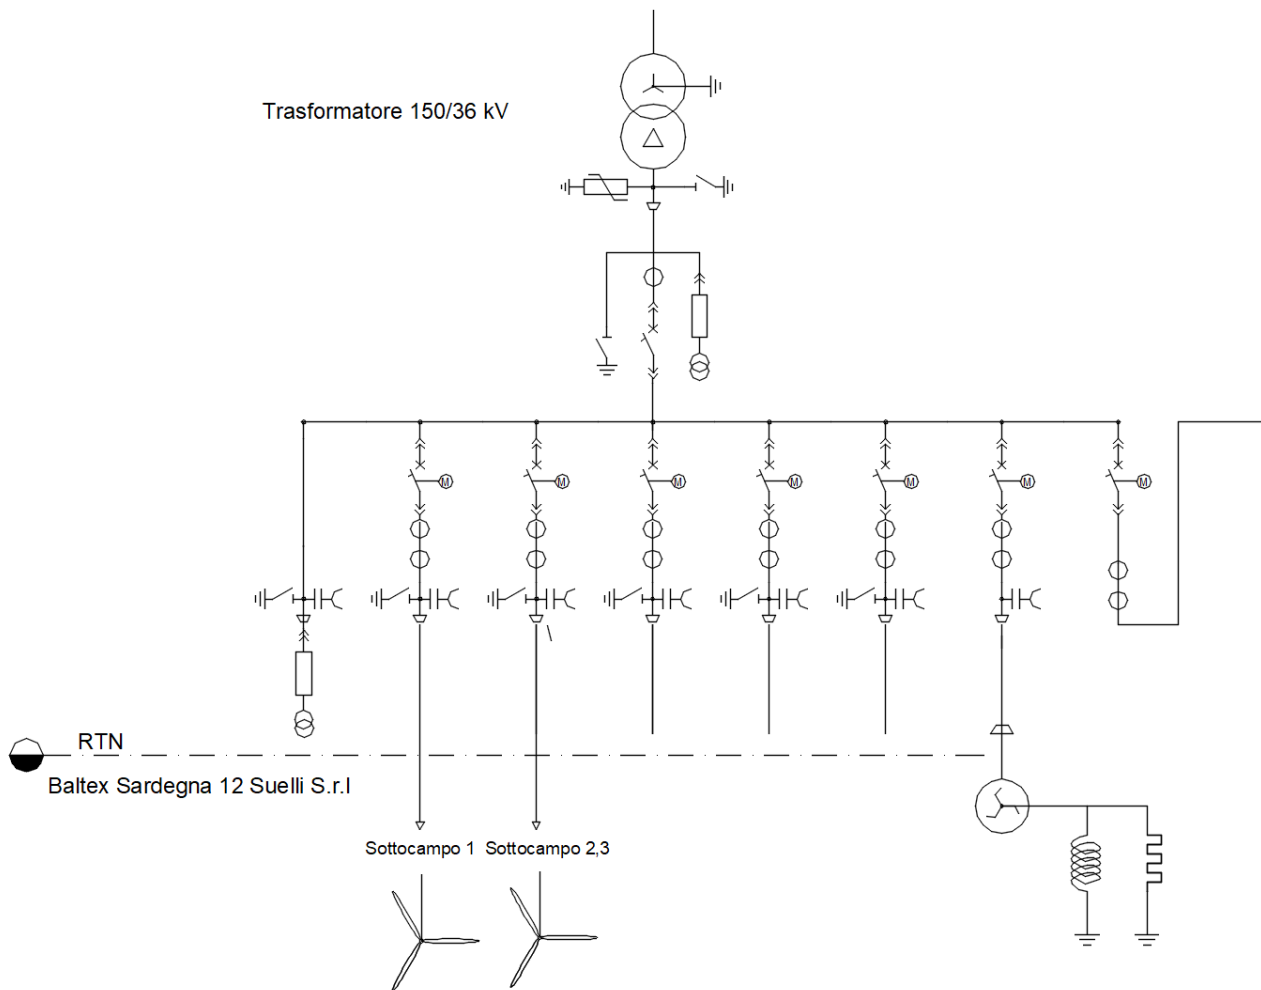 Trasformatore 150/36 kV
M M M M M M M
RTN
Baltex Sardegna 12 Suelli S.r.l
Sottocampo 1 Sottocampo 2,3